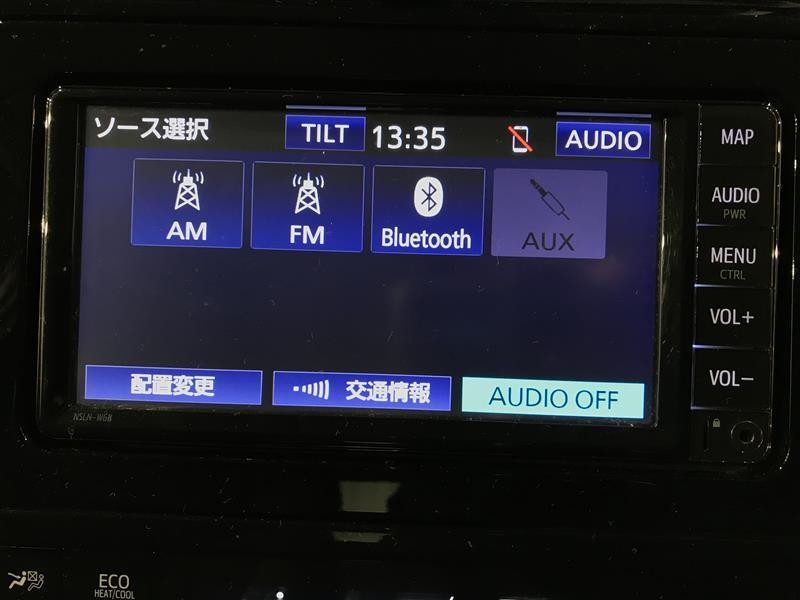 ソース選択
TILT
13:35
AUDIO
AM
FM
Bluetooth
AUX
配置変更
交通情報
AUDIO OFF
NSLN-W68
MAP
AUDIO
PWR
MENU
CTRL
VOL+
VOL−
ECO
HEAT/COOL